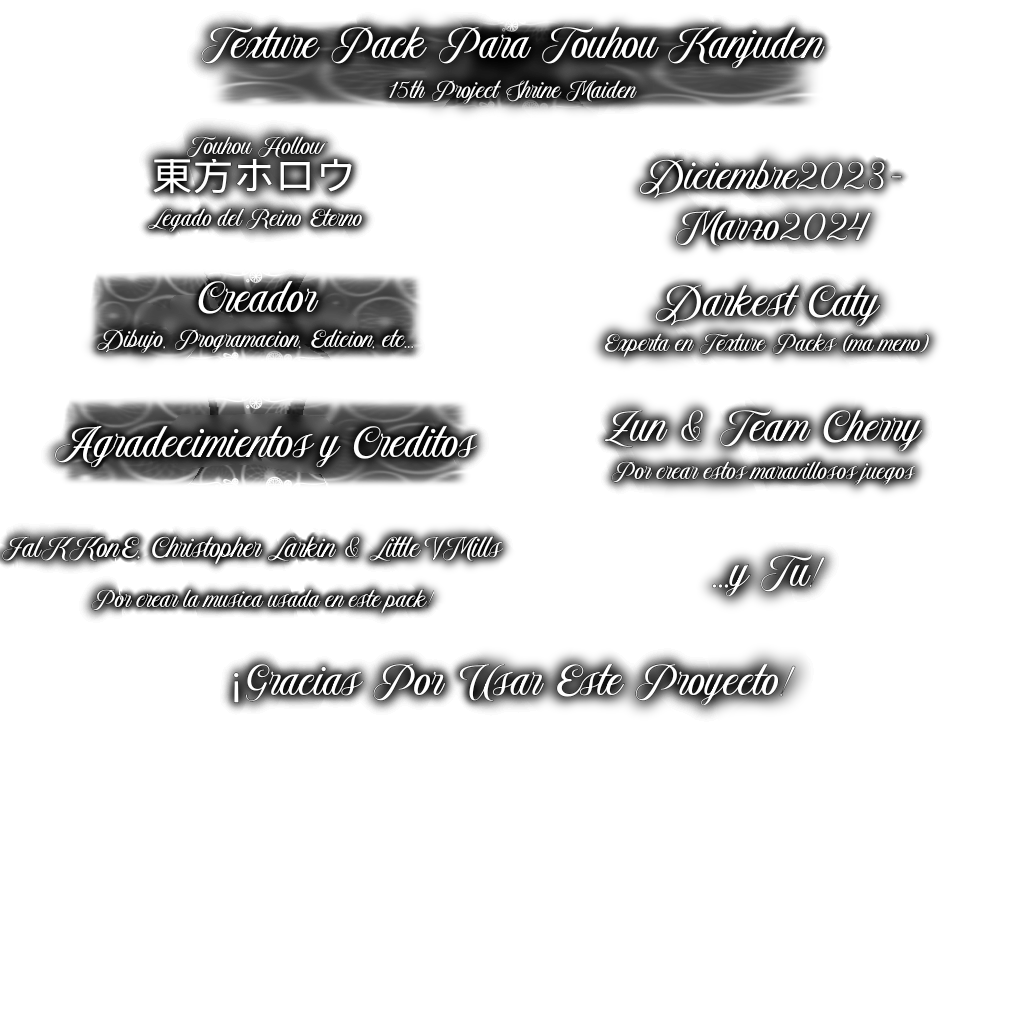 Texture Pack Para Touhou Kanjuden
15th Project Shrine Maiden
Touhou Hollow
東方ホロウ
Legado del Reino Eterno
Diciembre2023-
Marzo2024
Creador
Dibujo, Programacion, Edicion, etc...
Darkest Caty
Experta en Texture Packs (ma meno)
Agradecimientos y Creditos
Zun & Team Cherry
Por crear estos maravillosos juegos
FalKKonE, Christopher Larkin & Little V Mills
Por crear la musica usada en este pack!
...y Tu!
¡Gracias Por Usar Este Proyecto!